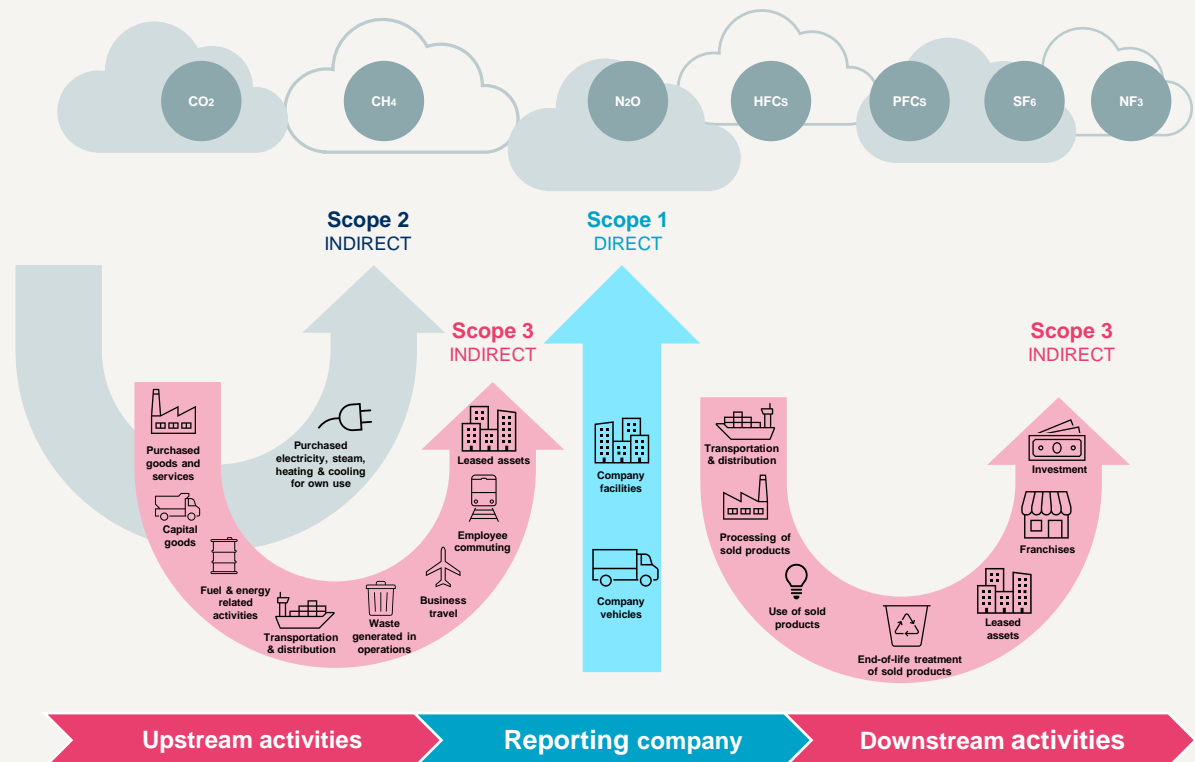 CO2
CH4
N2O
HFCs
PFCs
SF6
NF3
Scope 2
INDIRECT
Scope 1
DIRECT
Scope 3
INDIRECT
Scope 3
INDIRECT
Purchased
goods and
services
Capital
goods
Fuel & energy
related
activities
Transportation
& distribution
Waste
generated in
operations
Business
travel
Employee
commuting
Leased assets
Purchased
electricity, steam,
heating & cooling
for own use
Company
facilities
Company
vehicles
Transportation
& distribution
Processing of
sold products
Use of sold
products
End-of-life treatment
of sold products
Leased
assets
Franchises
Investment
Upstream activities
Reporting company
Downstream activities